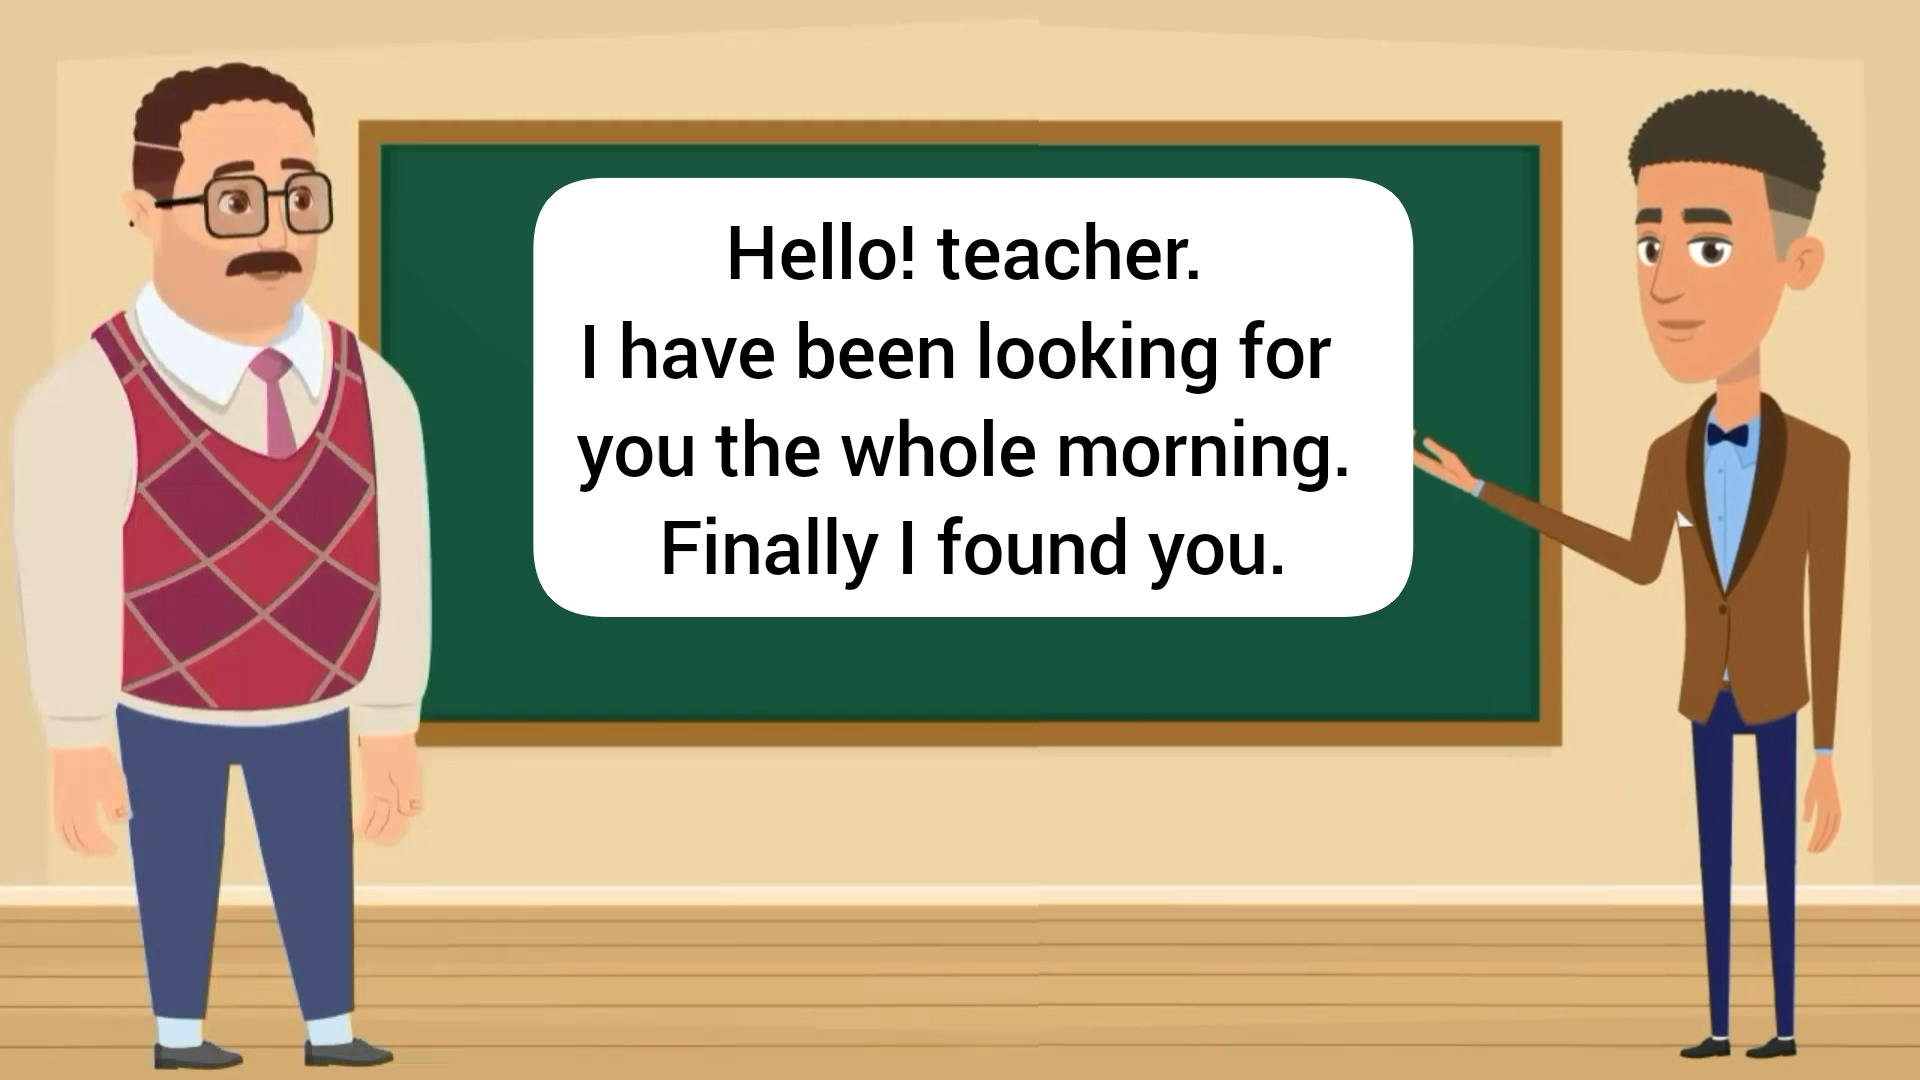 Hello! teacher.
I have been looking for
you the whole morning.
Finally I found you.